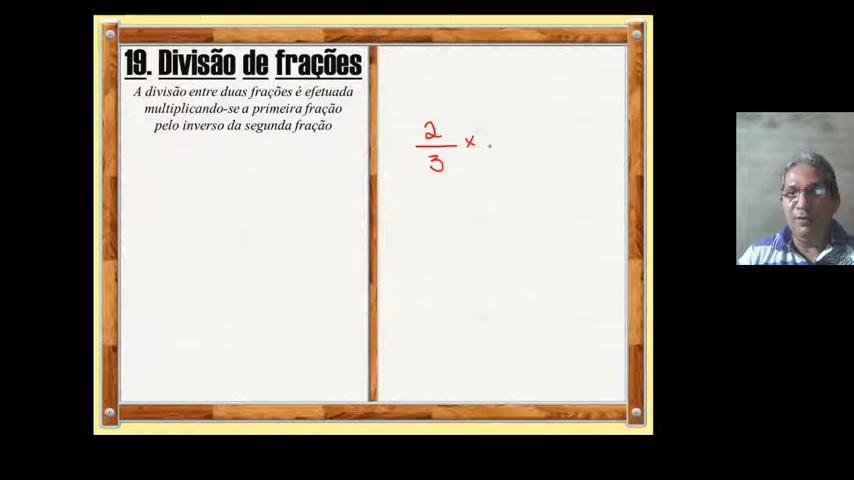 19. Divisão de frações
A divisão entre duas frações é efetuada
multiplicando-se a primeira fração
pelo inverso da segunda fração
2
×
3